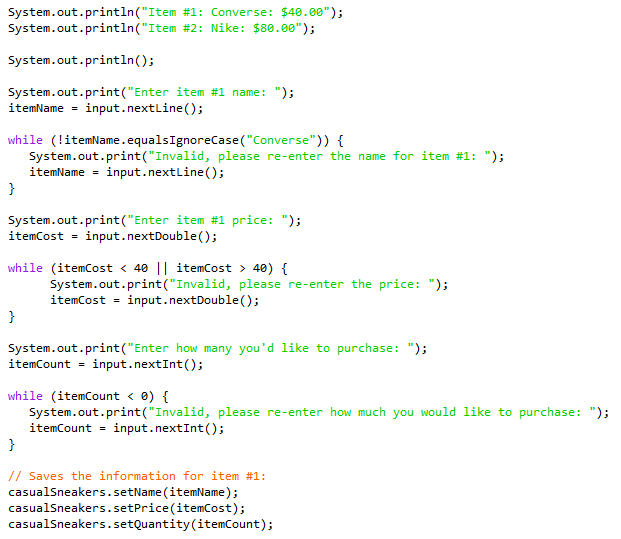 System.out.println("Item #1: Converse: $40.00");
System.out.println("Item #2: Nike: $80.00");

System.out.println();

System.out.print("Enter item #1 name: ");
itemName = input.nextLine();

while (!itemName.equalsIgnoreCase("Converse")) {
   System.out.print("Invalid, please re-enter the name for item #1: ");
   itemName = input.nextLine();
}

System.out.print("Enter item #1 price: ");
itemCost = input.nextDouble();

while (itemCost < 40 || itemCost > 40) {
      System.out.print("Invalid, please re-enter the price: ");
      itemCost = input.nextDouble();
}

System.out.print("Enter how many you'd like to purchase: ");
itemCount = input.nextInt();

while (itemCount < 0) {
   System.out.print("Invalid, please re-enter how much you would like to purchase: ");
   itemCount = input.nextInt();
}

// Saves the information for item #1:
casualSneakers.setName(itemName);
casualSneakers.setPrice(itemCost);
casualSneakers.setQuantity(itemCount);